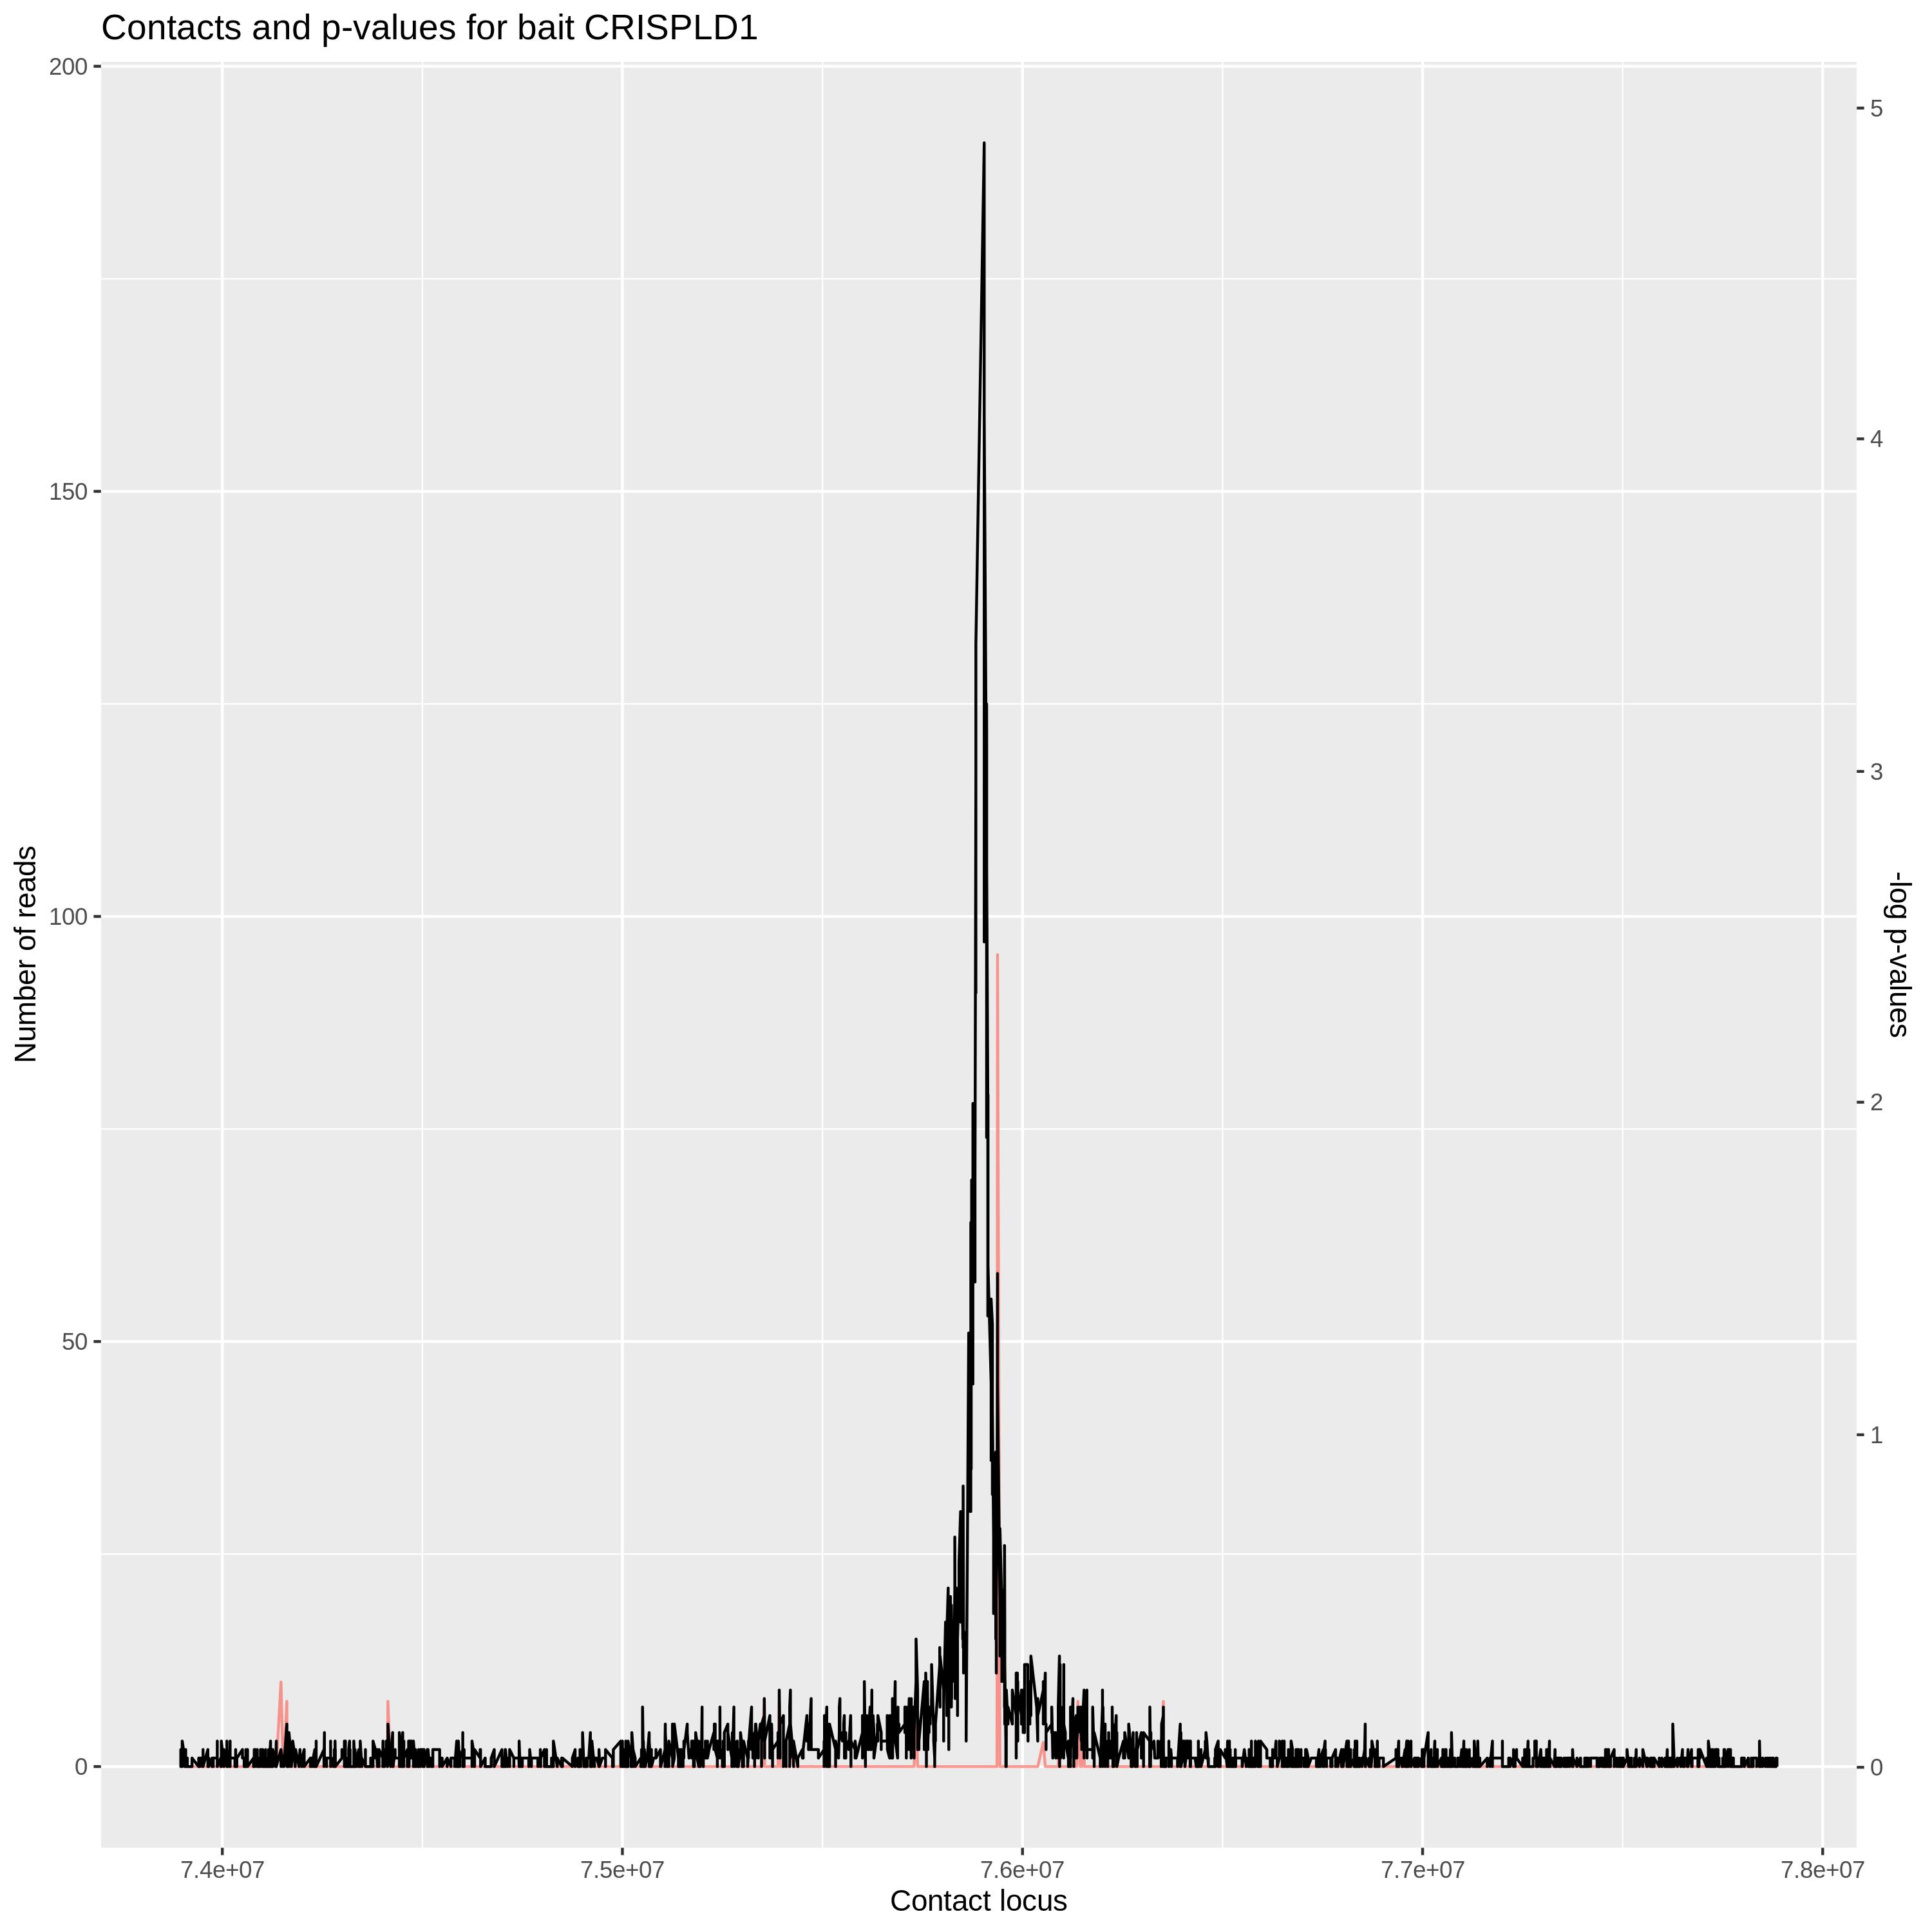 Contacts and p-values for bait CRISPLD1
200
150
100
50
0
Number of reads
5
4
3
2
1
0
-log p-values
7.4e+07
7.5e+07
7.6e+07
7.7e+07
7.8e+07
Contact locus